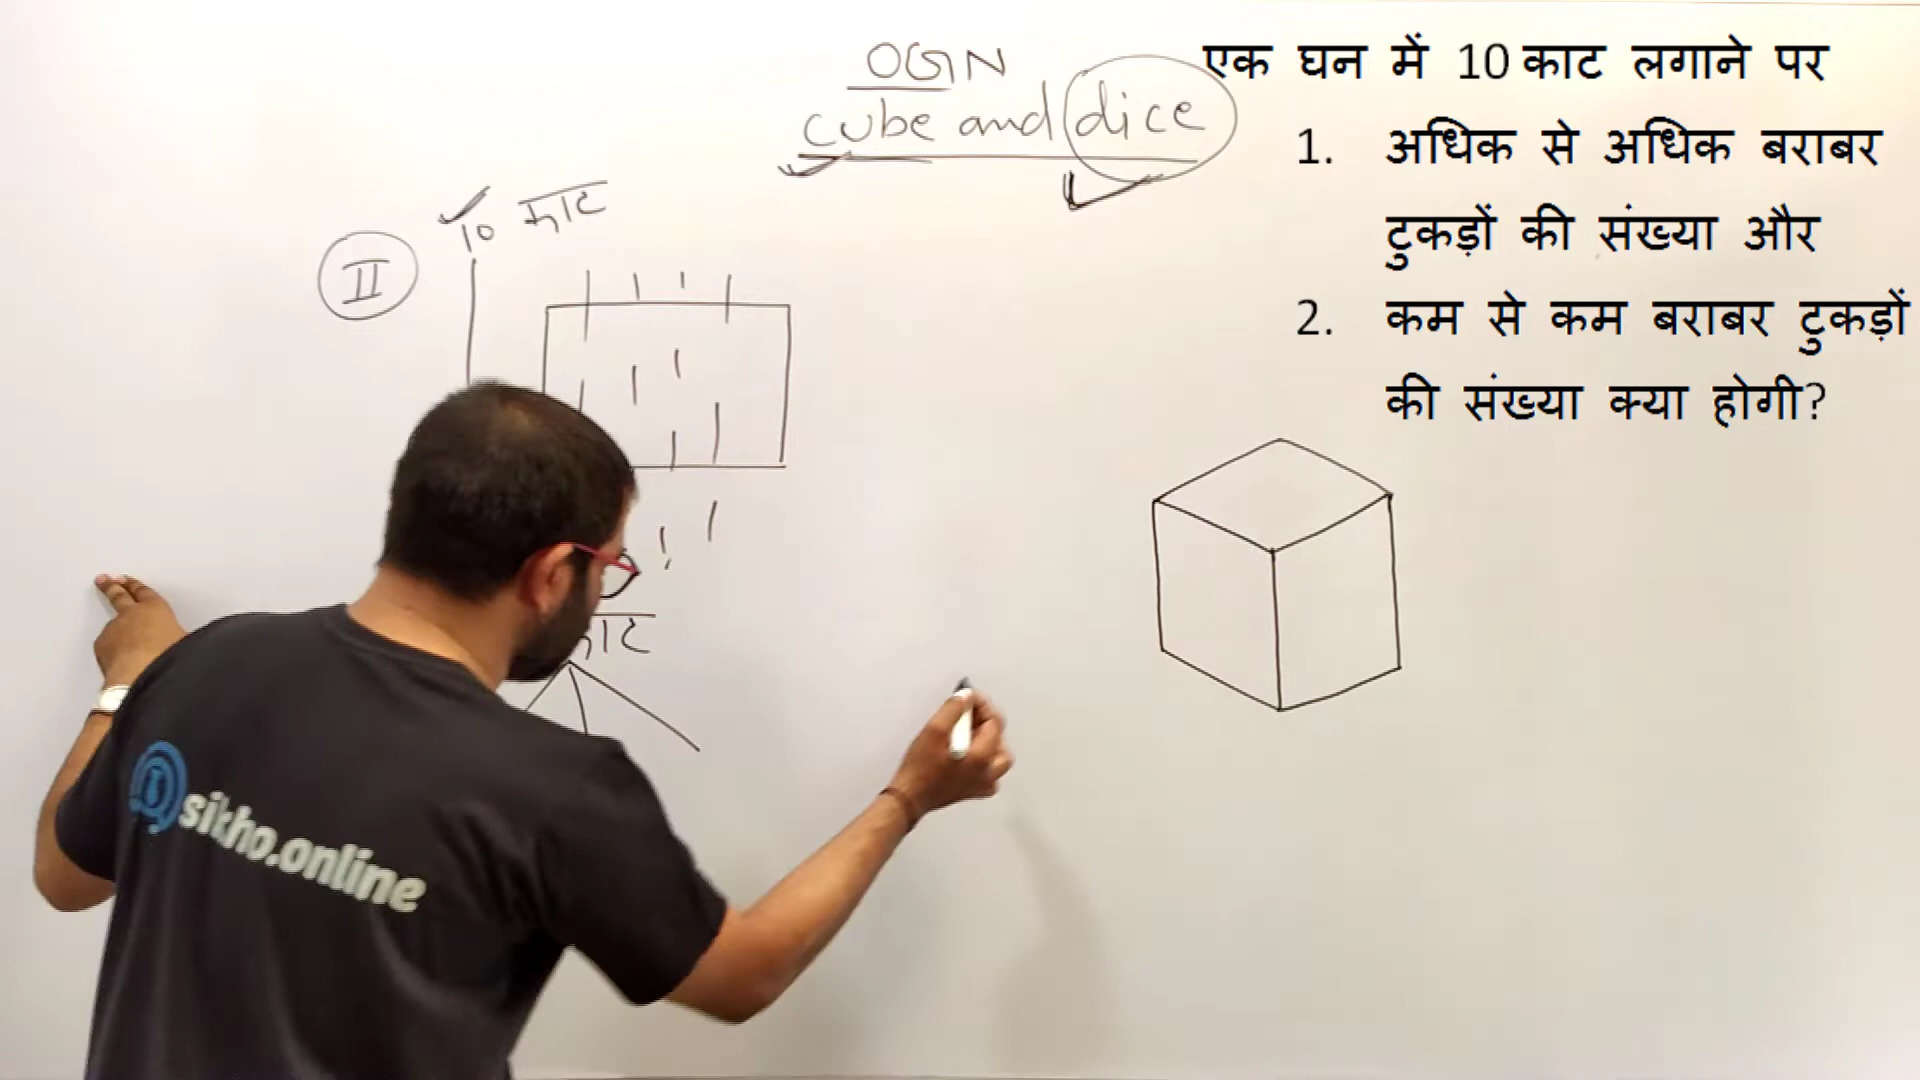 OGN
cube and dice
एक घन में 10 काट लगाने पर
1. अधिक से अधिक बराबर
टुकड़ों की संख्या और
2. कम से कम बराबर टुकड़ों
की संख्या क्या होगी?
II
10 काट
sikho.online